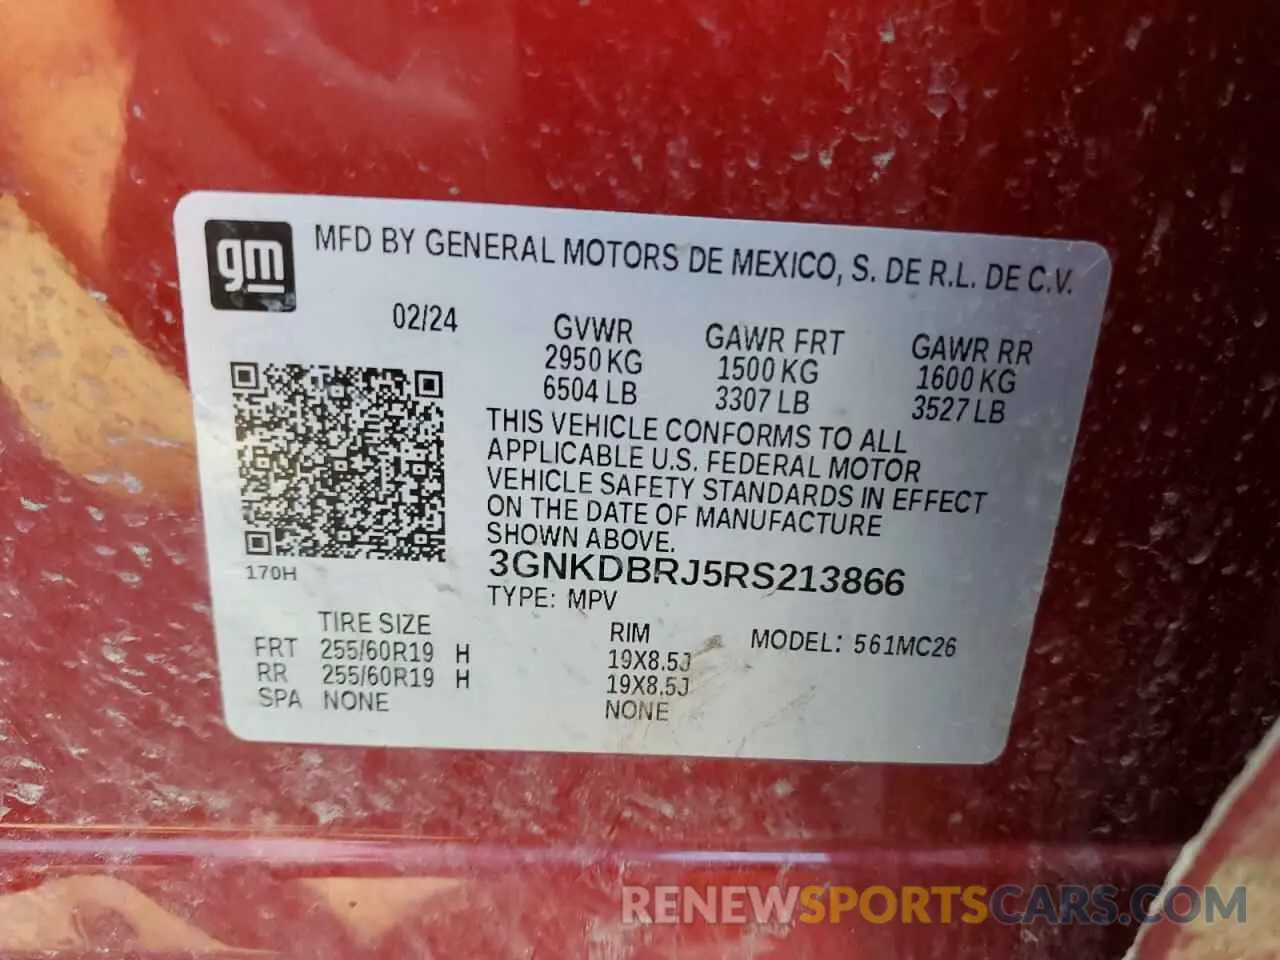 gm
MFD BY GENERAL MOTORS DE MEXICO, S. DE R.L. DE C.V.
02/24
GVWR GAWR FRT GAWR RR
2950 KG 1500 KG 1600 KG
6504 LB 3307 LB 3527 LB
THIS VEHICLE CONFORMS TO ALL
APPLICABLE U.S. FEDERAL MOTOR
VEHICLE SAFETY STANDARDS IN EFFECT
ON THE DATE OF MANUFACTURE
SHOWN ABOVE.
170H
3GNKDBRJ5RS213866
TYPE: MPV
TIRE SIZE RIM MODEL: 561MC26
FRT 255/60R19 H 19X8.5J
RR 255/60R19 H 19X8.5J
SPA NONE NONE
RENEWSPORTSCARS.COM